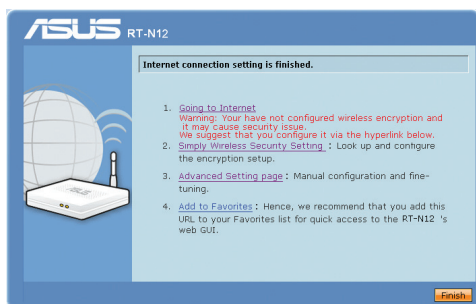 ASUS RT-N12
Internet connection setting is finished.
1. Going to Internet
Warning: Your have not configured wireless encryption and
it may cause security issue.
We suggest that you configure it via the hyperlink below.
2. Simply Wireless Security Setting : Look up and configure
the encryption setup.
3. Advanced Setting page : Manual configuration and fine-
tuning.
4. Add to Favorites : Hence, we recommend that you add this
URL to your Favorites list for quick access to the RT-N12 's
web GUI.
Finish